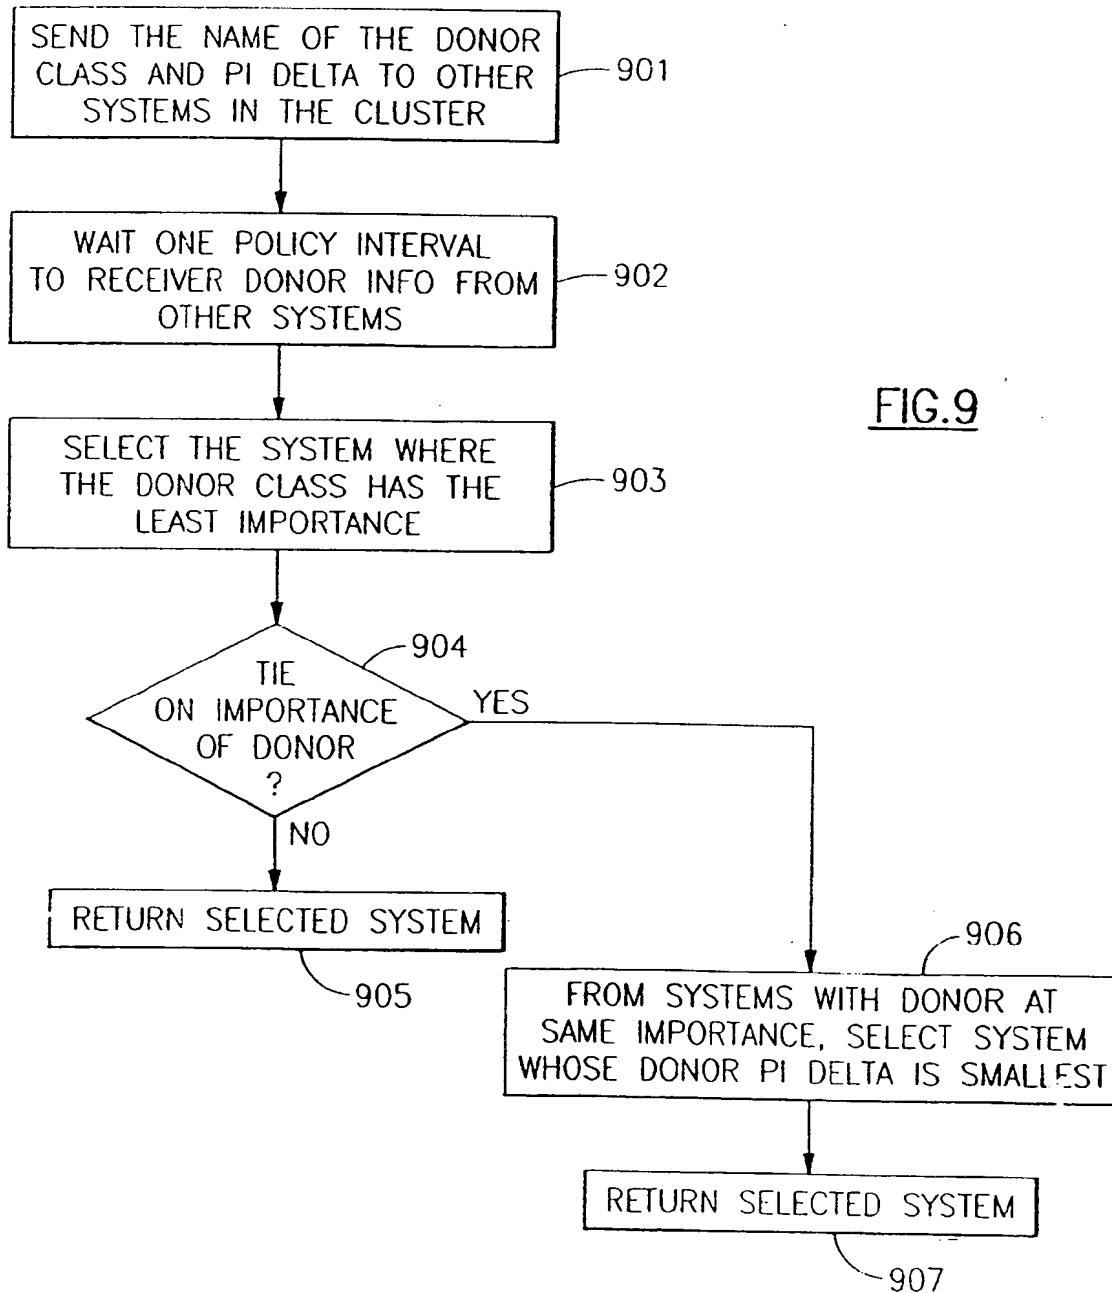 SEND THE NAME OF THE DONOR
CLASS AND PI DELTA TO OTHER
SYSTEMS IN THE CLUSTER
901
WAIT ONE POLICY INTERVAL
TO RECEIVER DONOR INFO FROM
OTHER SYSTEMS
902
FIG.9
SELECT THE SYSTEM WHERE
THE DONOR CLASS HAS THE
LEAST IMPORTANCE
903
TIE
ON IMPORTANCE
OF DONOR
?
904
YES
NO
RETURN SELECTED SYSTEM
905
906
FROM SYSTEMS WITH DONOR AT
SAME IMPORTANCE, SELECT SYSTEM
WHOSE DONOR PI DELTA IS SMALLEST
RETURN SELECTED SYSTEM
907